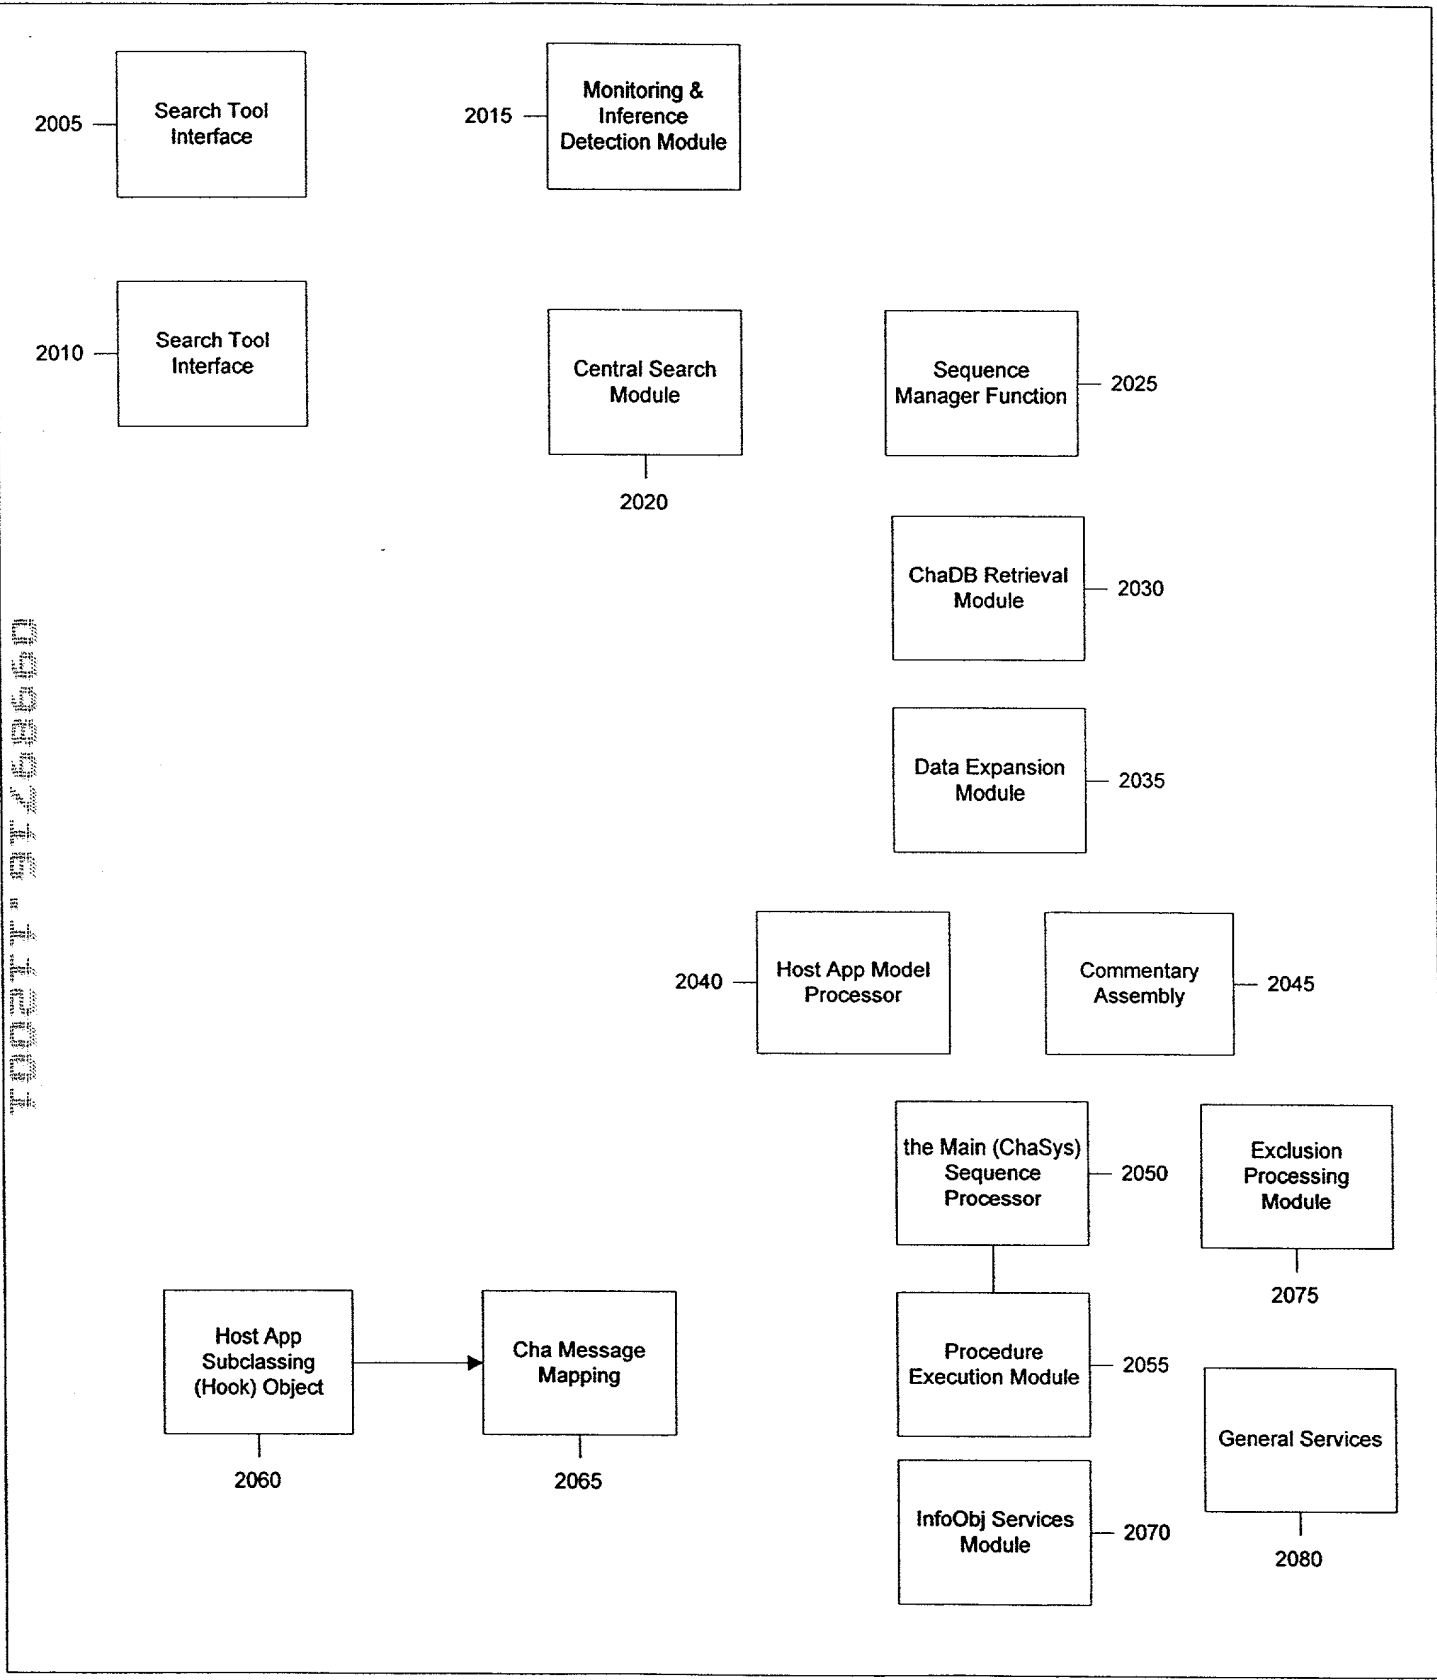 2005
Search Tool
Interface
2015
Monitoring &
Inference
Detection Module
2010
Search Tool
Interface
Central Search
Module
2020
Sequence
Manager Function
2025
ChaDB Retrieval
Module
2030
Data Expansion
Module
2035
2040
Host App Model
Processor
Commentary
Assembly
2045
the Main (ChaSys)
Sequence
Processor
2050
Exclusion
Processing
Module
2075
Host App
Subclassing
(Hook) Object
2060
Cha Message
Mapping
2065
Procedure
Execution Module
2055
General Services
2080
InfoObj Services
Module
2070